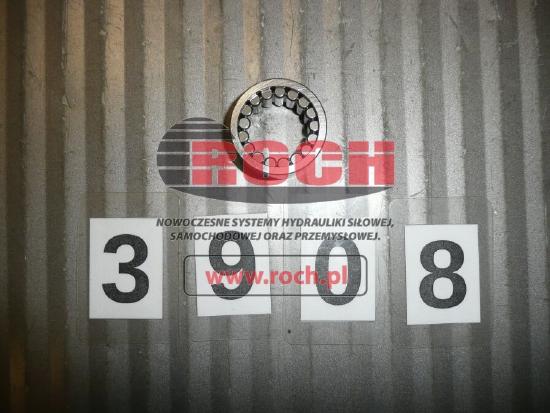 ROCH
NOWOCZESNE SYSTEMY HYDRAULIKI SIŁOWEJ,
SAMOCHODOWEJ ORAZ PRZEMYSŁOWEJ.
www.roch.pl
3 9 0 8